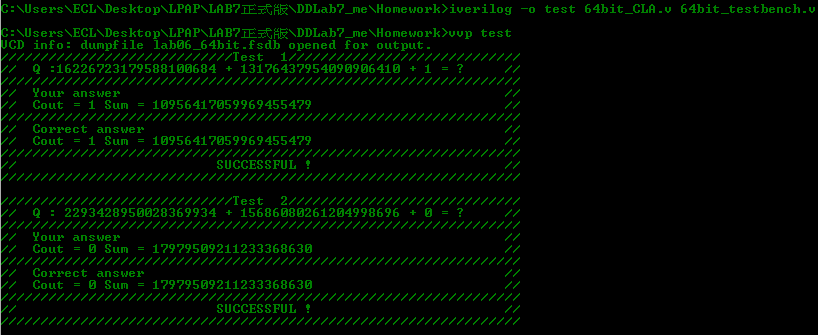 C:\Users\ECL\Desktop\LPAP\LAB7正式版\DDLab7_me\Homework>iverilog -o test 64bit_CLA.v 64bit_testbench.v
C:\Users\ECL\Desktop\LPAP\LAB7正式版\DDLab7_me\Homework>vvp test
VCD info: dumpfile lab06_64bit.fsdb opened for output.
/////////////////////////////Test  1/////////////////////////////
//  Q :16226723179588100684 + 13176437954090906410 + 1 = ?     //
/////////////////////////////////////////////////////////////////
//  Your answer                                                //
//  Cout = 1 Sum = 10956417059969455479                        //
/////////////////////////////////////////////////////////////////
//  Correct answer                                             //
//  Cout = 1 Sum = 10956417059969455479                        //
/////////////////////////////////////////////////////////////////
//                         SUCCESSFUL !                        //
/////////////////////////////////////////////////////////////////
/////////////////////////////Test  2/////////////////////////////
//  Q : 2293428950028369934 + 15686080261204998696 + 0 = ?     //
/////////////////////////////////////////////////////////////////
//  Your answer                                                //
//  Cout = 0 Sum = 17979509211233368630                        //
/////////////////////////////////////////////////////////////////
//  Correct answer                                             //
//  Cout = 0 Sum = 17979509211233368630                        //
/////////////////////////////////////////////////////////////////
//                         SUCCESSFUL !                        //
/////////////////////////////////////////////////////////////////